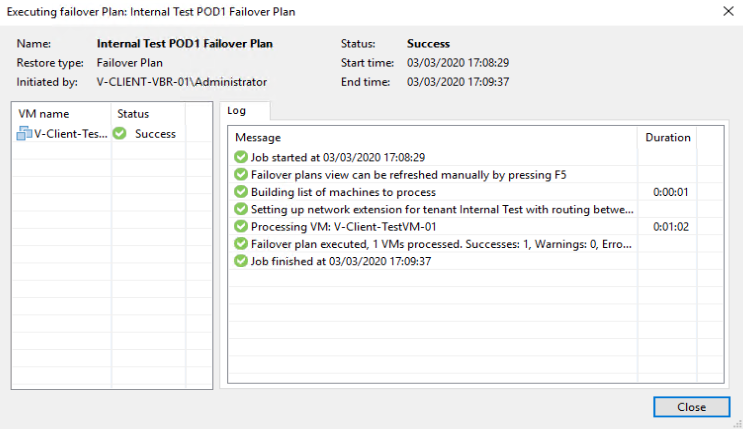 Executing failover Plan: Internal Test POD1 Failover Plan
Name: Internal Test POD1 Failover Plan Status: Success
Restore type: Failover Plan Start time: 03/03/2020 17:08:29
Initiated by: V-CLIENT-VBR-01\Administrator End time: 03/03/2020 17:09:37
VM name Status
V-Client-Tes... Success
Log
Message Duration
Job started at 03/03/2020 17:08:29
Failover plans view can be refreshed manually by pressing F5
Building list of machines to process 0:00:01
Setting up network extension for tenant Internal Test with routing betwe...
Processing VM: V-Client-TestVM-01 0:01:02
Failover plan executed, 1 VMs processed. Successes: 1, Warnings: 0, Erro...
Job finished at 03/03/2020 17:09:37
Close